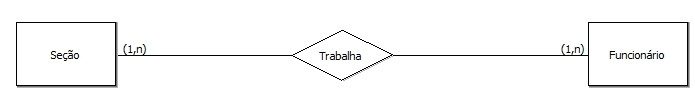 Seção (1,n) Trabalha (1,n) Funcionário